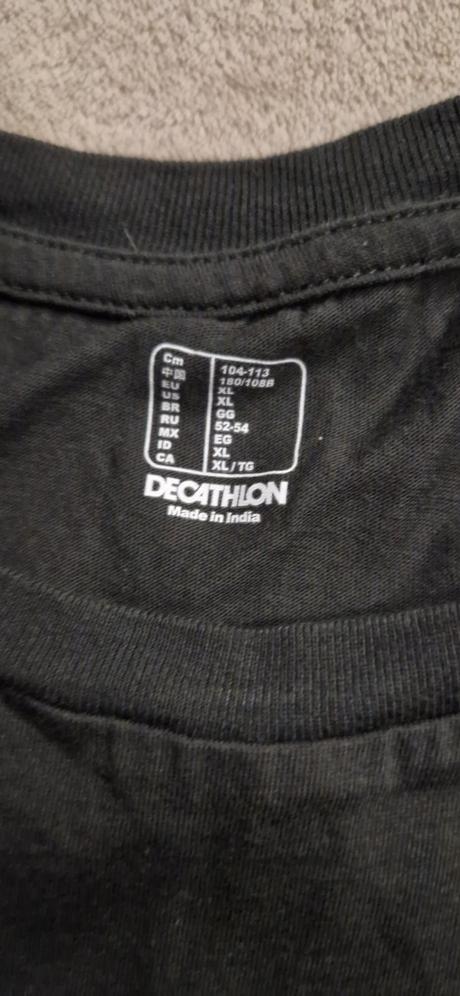 Cm 104-113
中国 180/108B
EU XL
US XL
BR GG
RU 52-54
MX EG
ID XL
CA XL/TG
DECATHLON
Made in India